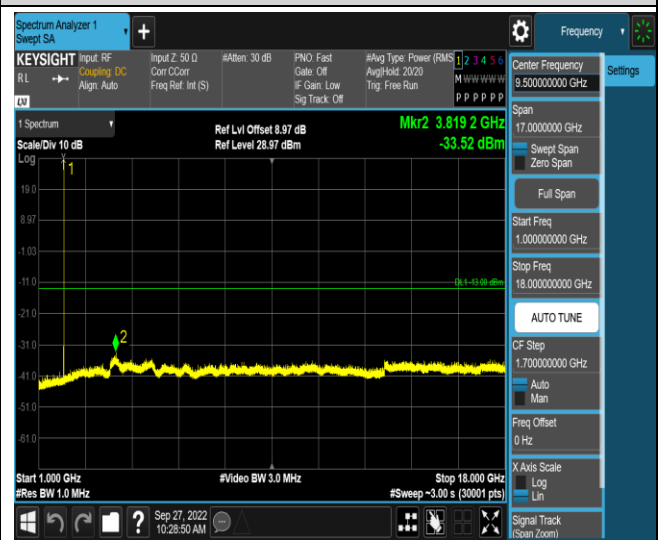 Spectrum Analyzer 1
Swept SA
Frequency
KEYSIGHT
RL
LXI
Input: RF
Coupling: DC
Align: Auto
Input Z: 50 Ω
Corr CCorr
Freq Ref: Int (S)
#Atten: 30 dB
PNO: Fast
Gate: Off
IF Gain: Low
Sig Track: Off
#Avg Type: Power (RMS
Avg|Hold: 20/20
Trig: Free Run
1 2 3 4 5 6
M W W W W W
P P P P P P
1 Spectrum
Scale/Div 10 dB
Log
Ref Lvl Offset 8.97 dB
Ref Level 28.97 dBm
Mkr2 3.819 2 GHz
-33.52 dBm
1
19.0
8.97
-1.03
-11.0
DL1 -13.00 dBm
-21.0
-31.0
2
-41.0
-51.0
-61.0
Start 1.000 GHz
#Res BW 1.0 MHz
#Video BW 3.0 MHz
Stop 18.000 GHz
#Sweep ~3.00 s (30001 pts)
?
Sep 27, 2022
10:28:50 AM
Center Frequency
9.500000000 GHz
Span
17.0000000 GHz
Swept Span
Zero Span
Full Span
Start Freq
1.000000000 GHz
Stop Freq
18.000000000 GHz
AUTO TUNE
CF Step
1.700000000 GHz
Auto
Man
Freq Offset
0 Hz
X Axis Scale
Log
Lin
Signal Track
(Span Zoom)
Settings